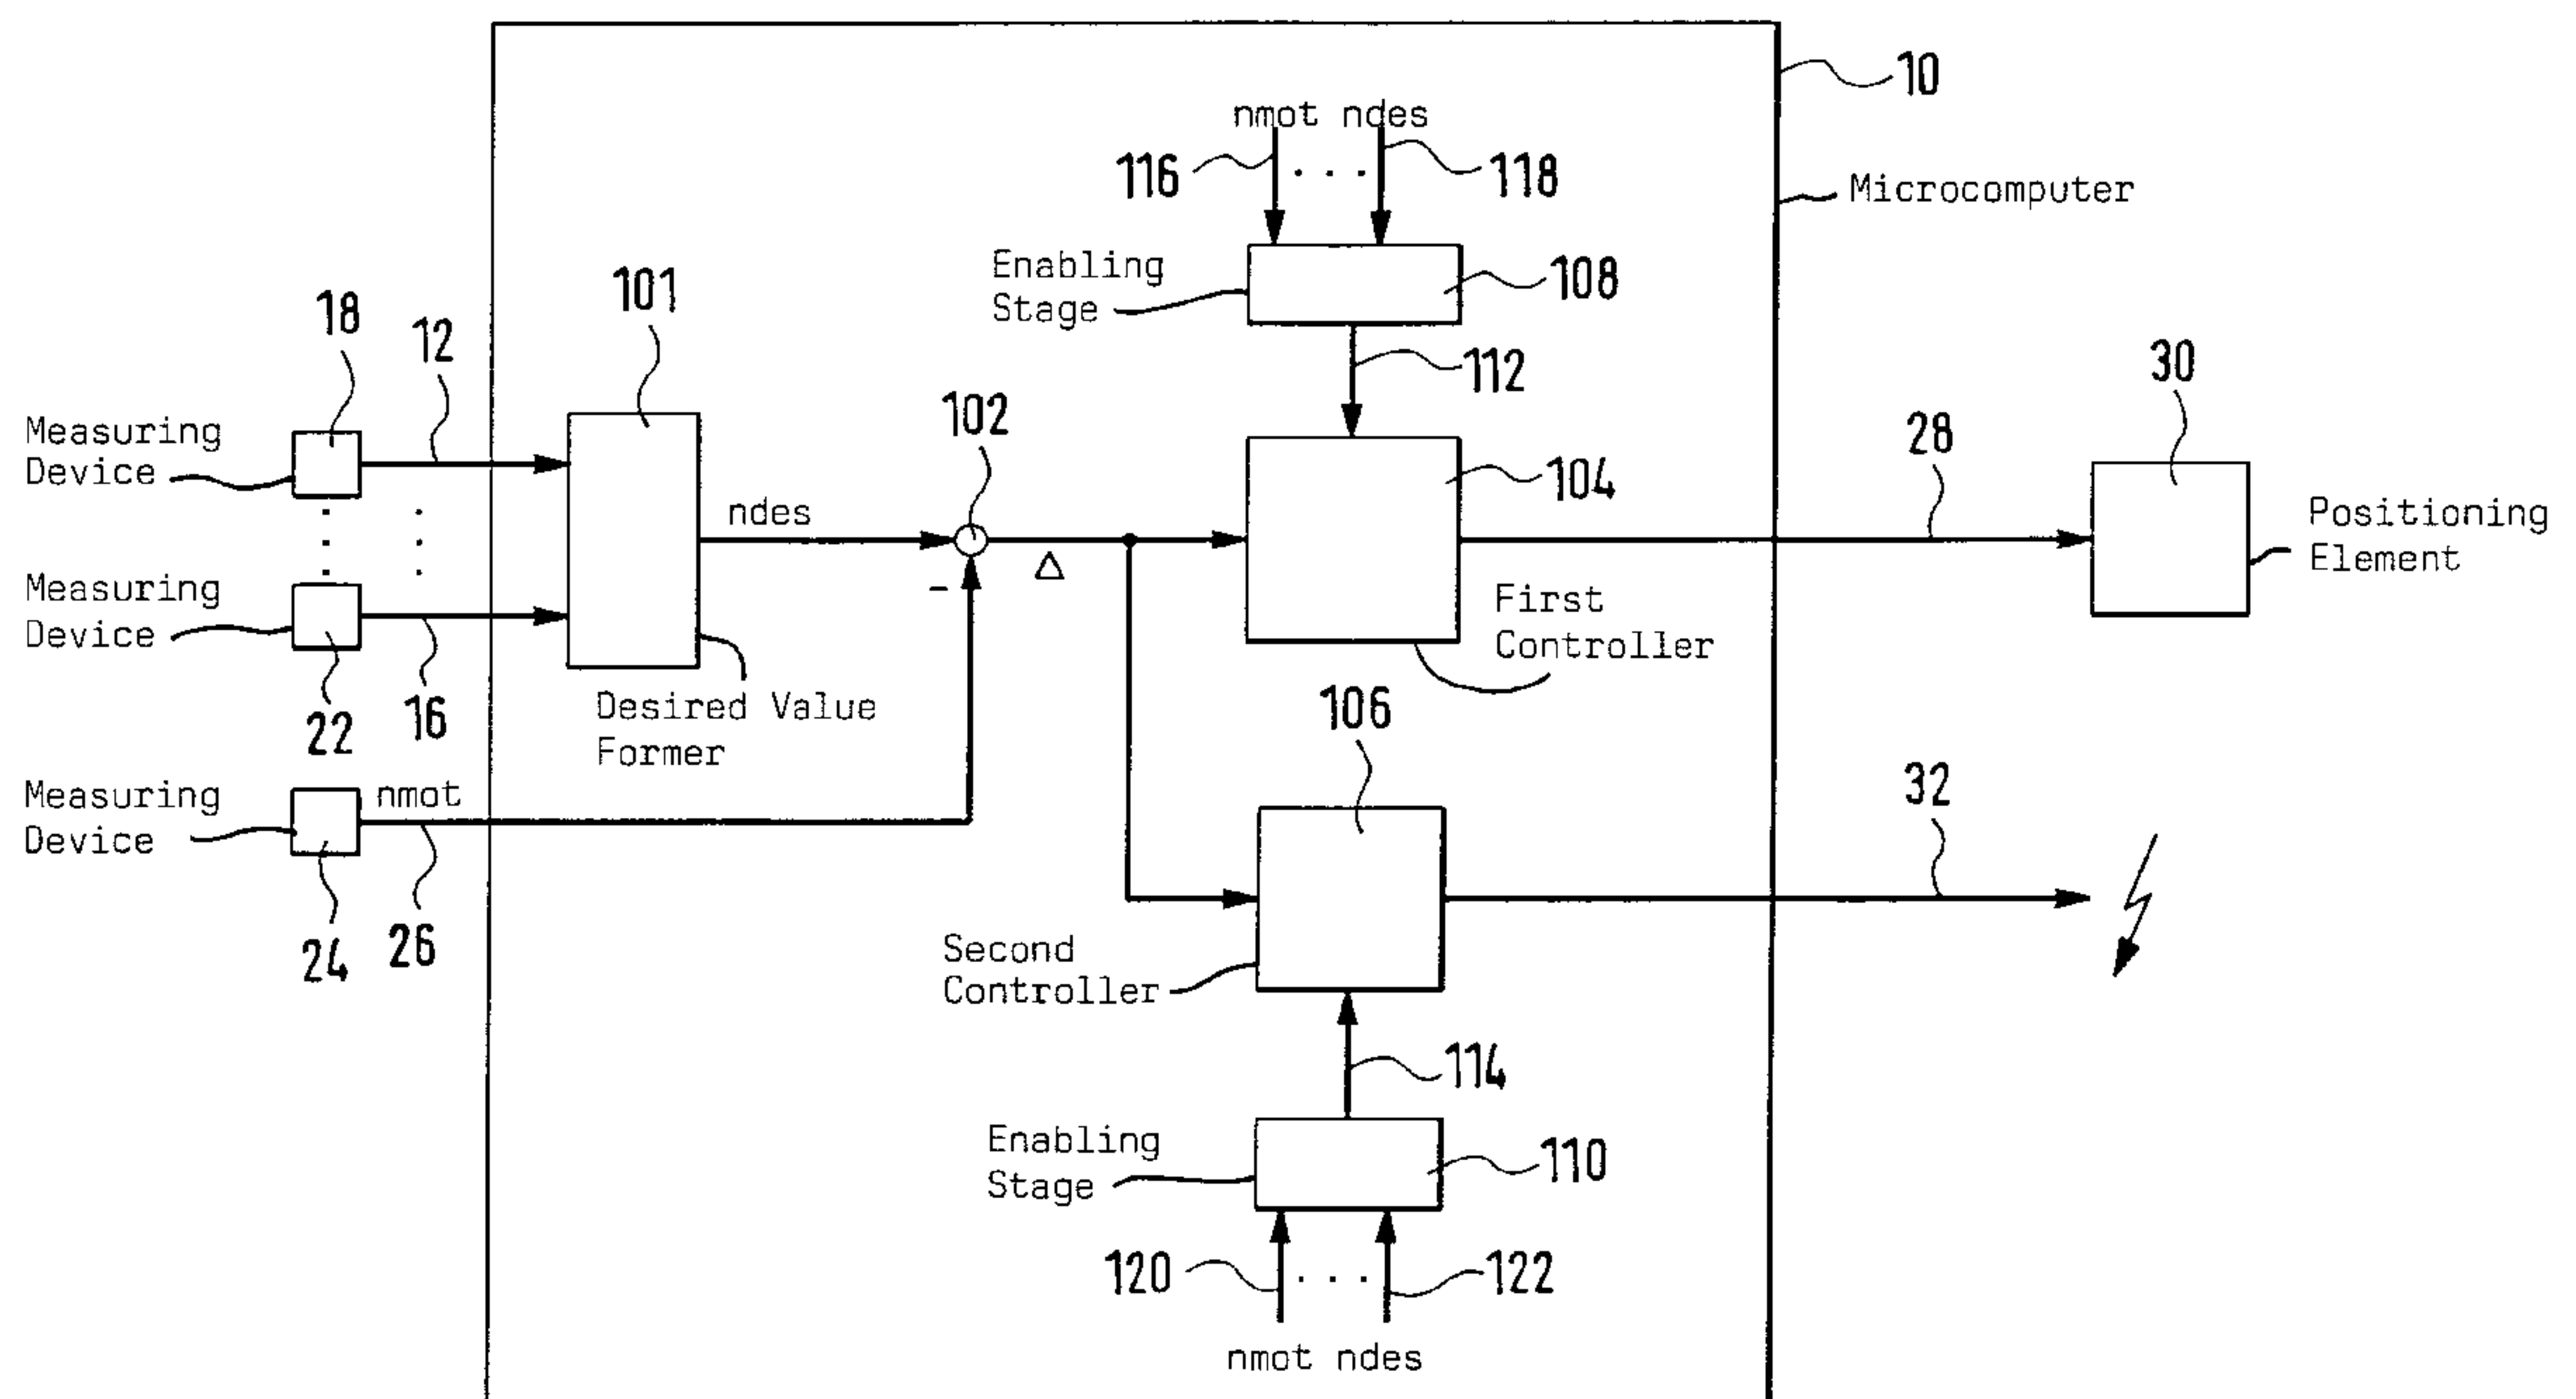 10
nmot ndes
116
118
Microcomputer
Enabling
Stage
108
101
18
12
112
30
102
28
Measuring
Device
104
ndes
Positioning
Element
Δ
-
Measuring
Device
First
Controller
16
22
Desired Value
Former
106
32
Measuring
Device
nmot
24
26
Second
Controller
114
Enabling
Stage
110
120
122
nmot ndes